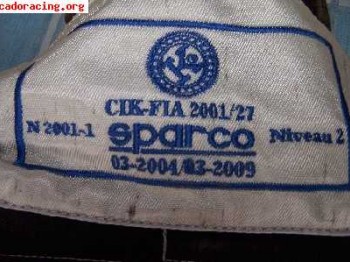 cadoracing.org
CIK-FIA 2001/27
N 2001-1 sparco Niveau 2
03-2004/03-2009